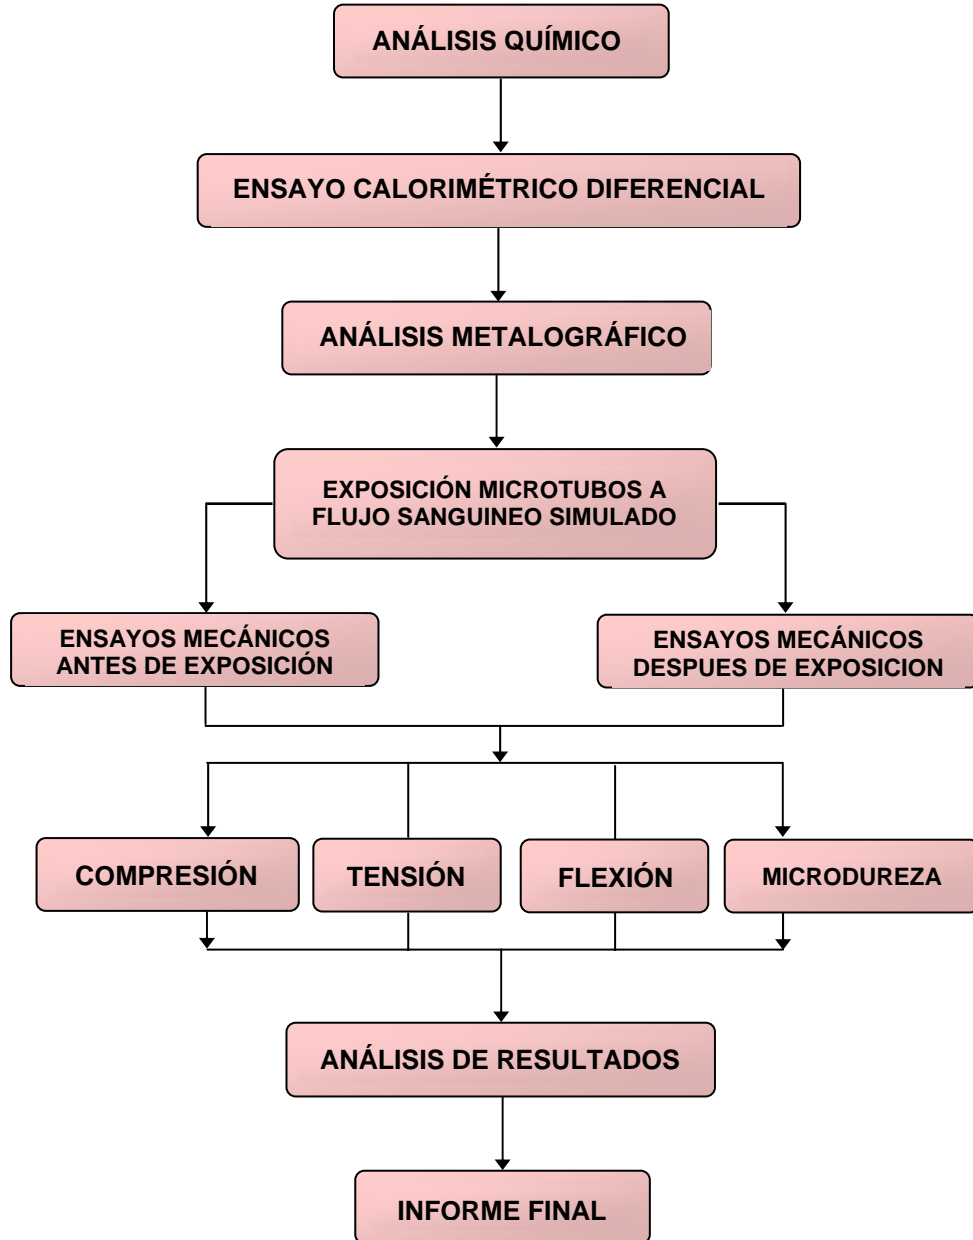 ANÁLISIS QUÍMICO
ENSAYO CALORIMÉTRICO DIFERENCIAL
ANÁLISIS METALOGRÁFICO
EXPOSICIÓN MICROTUBOS A
FLUJO SANGUINEO SIMULADO
ENSAYOS MECÁNICOS
ANTES DE EXPOSICIÓN
ENSAYOS MECÁNICOS
DESPUES DE EXPOSICION
COMPRESIÓN
TENSIÓN
FLEXIÓN
MICRODUREZA
ANÁLISIS DE RESULTADOS
INFORME FINAL